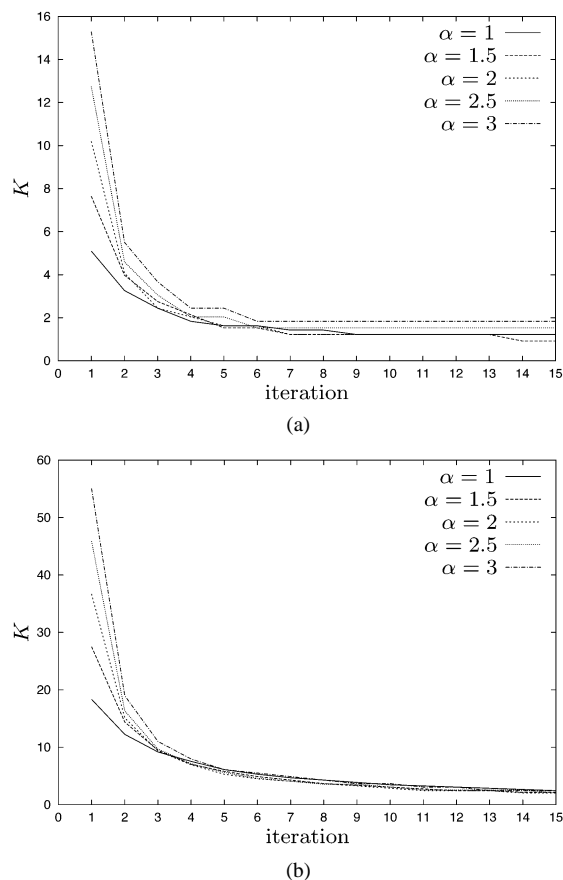 16
14
12
10
8
6
4
2
0
K
α = 1
α = 1.5
α = 2
α = 2.5
α = 3
0 1 2 3 4 5 6 7 8 9 10 11 12 13 14 15
iteration
(a)
60
50
40
30
20
10
0
K
α = 1
α = 1.5
α = 2
α = 2.5
α = 3
0 1 2 3 4 5 6 7 8 9 10 11 12 13 14 15
iteration
(b)